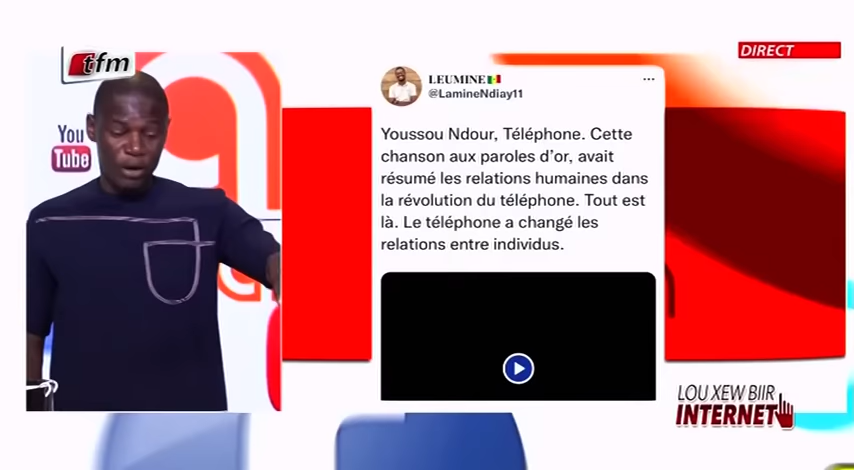 tfm
DIRECT
You
Tube
LEUMINE
@LamineNdiay11
Youssou Ndour, Téléphone. Cette
chanson aux paroles d’or, avait
résumé les relations humaines dans
la révolution du téléphone. Tout est
là. Le téléphone a changé les
relations entre individus.
LOU XEW BIIR
INTERNET